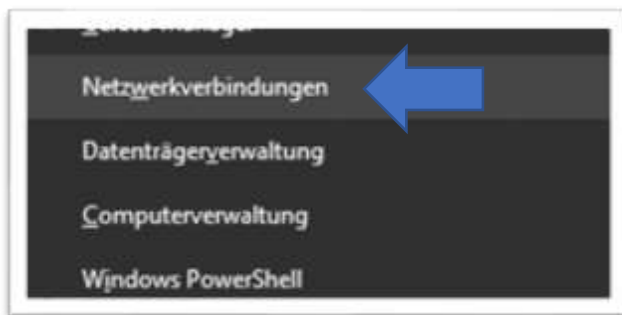 Netzwerkverbindungen
Datenträgerverwaltung
Computerverwaltung
Windows PowerShell